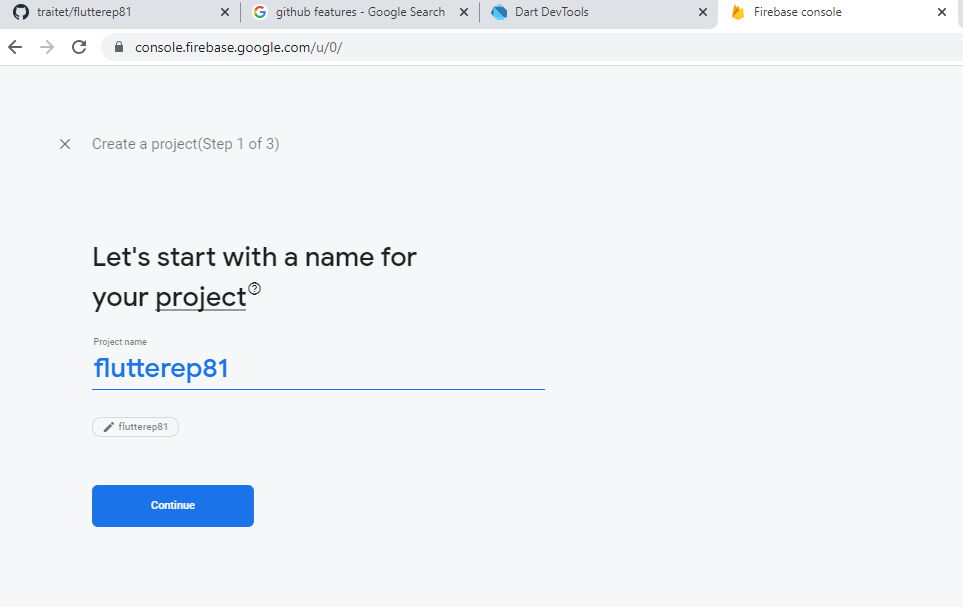 traitet/flutterep81
github features - Google Search
Dart DevTools
Firebase console
console.firebase.google.com/u/0/
Create a project(Step 1 of 3)
Let's start with a name for
your project
Project name
flutterep81
flutterep81
Continue